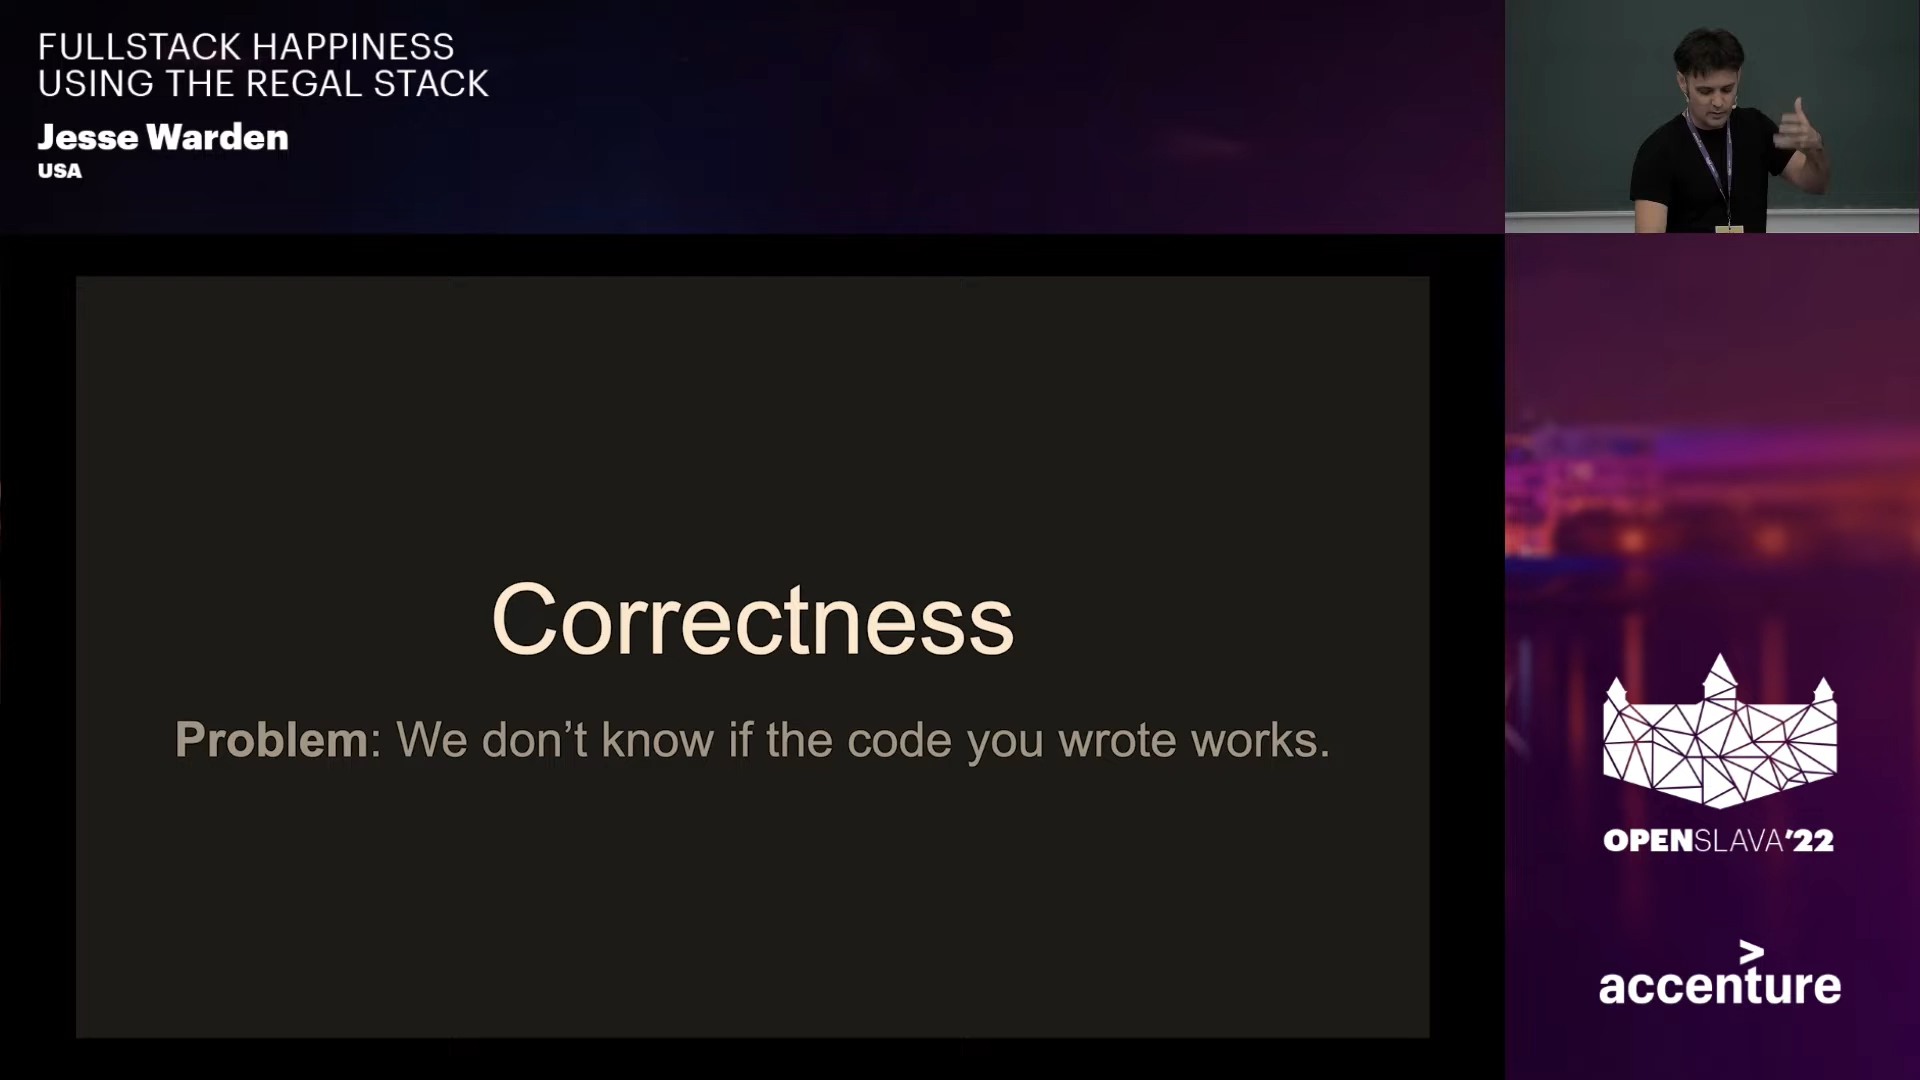 FULLSTACK HAPPINESS
USING THE REGAL STACK
Jesse Warden
USA
Correctness
Problem: We don’t know if the code you wrote works.
OPENSLAVA’22
>
accenture